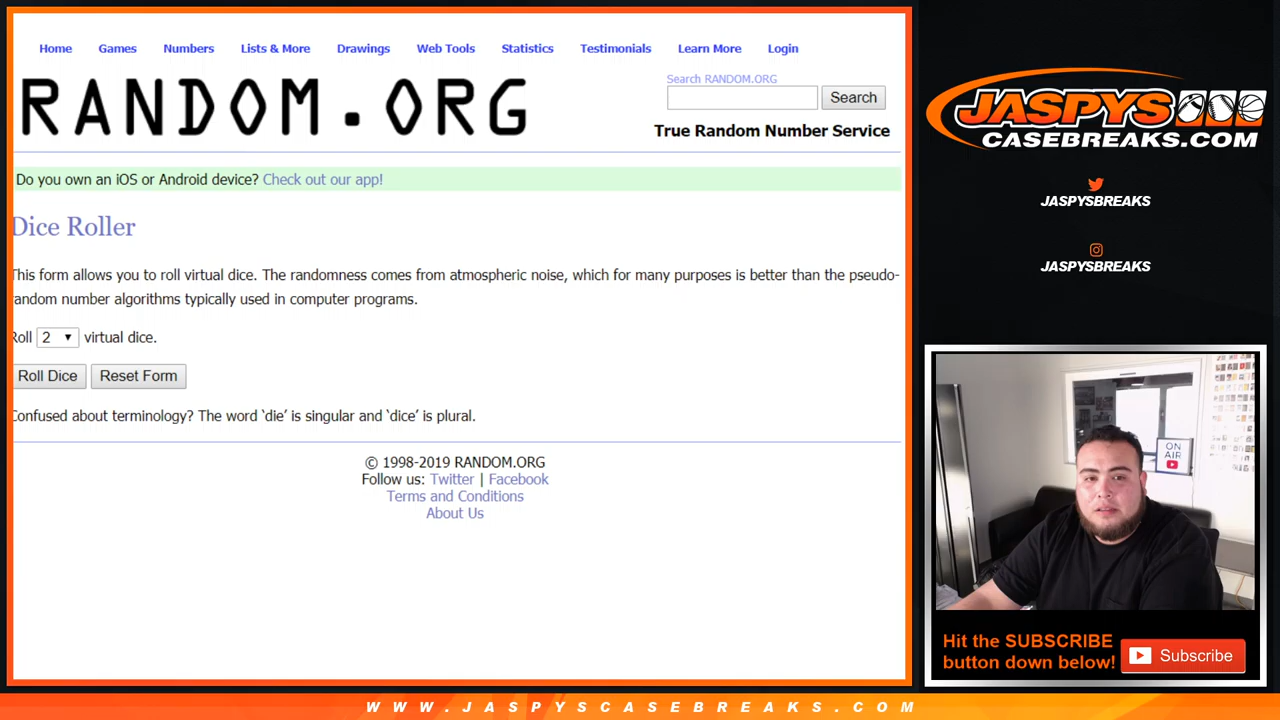 Home Games Numbers Lists & More Drawings Web Tools Statistics Testimonials Learn More Login
RANDOM.ORG
Search RANDOM.ORG
Search
True Random Number Service
Do you own an iOS or Android device? Check out our app!
Dice Roller
This form allows you to roll virtual dice. The randomness comes from atmospheric noise, which for many purposes is better than the pseudo-
random number algorithms typically used in computer programs.
Roll 2 virtual dice.
Roll Dice Reset Form
Confused about terminology? The word ‘die’ is singular and ‘dice’ is plural.
© 1998-2019 RANDOM.ORG
Follow us: Twitter | Facebook
Terms and Conditions
About Us
JASPYS
CASEBREAKS.COM
JASPYSBREAKS
JASPYSBREAKS
ON
AIR
Hit the SUBSCRIBE
button down below!
Subscribe
WWW.JASPYSCASEBREAKS.COM